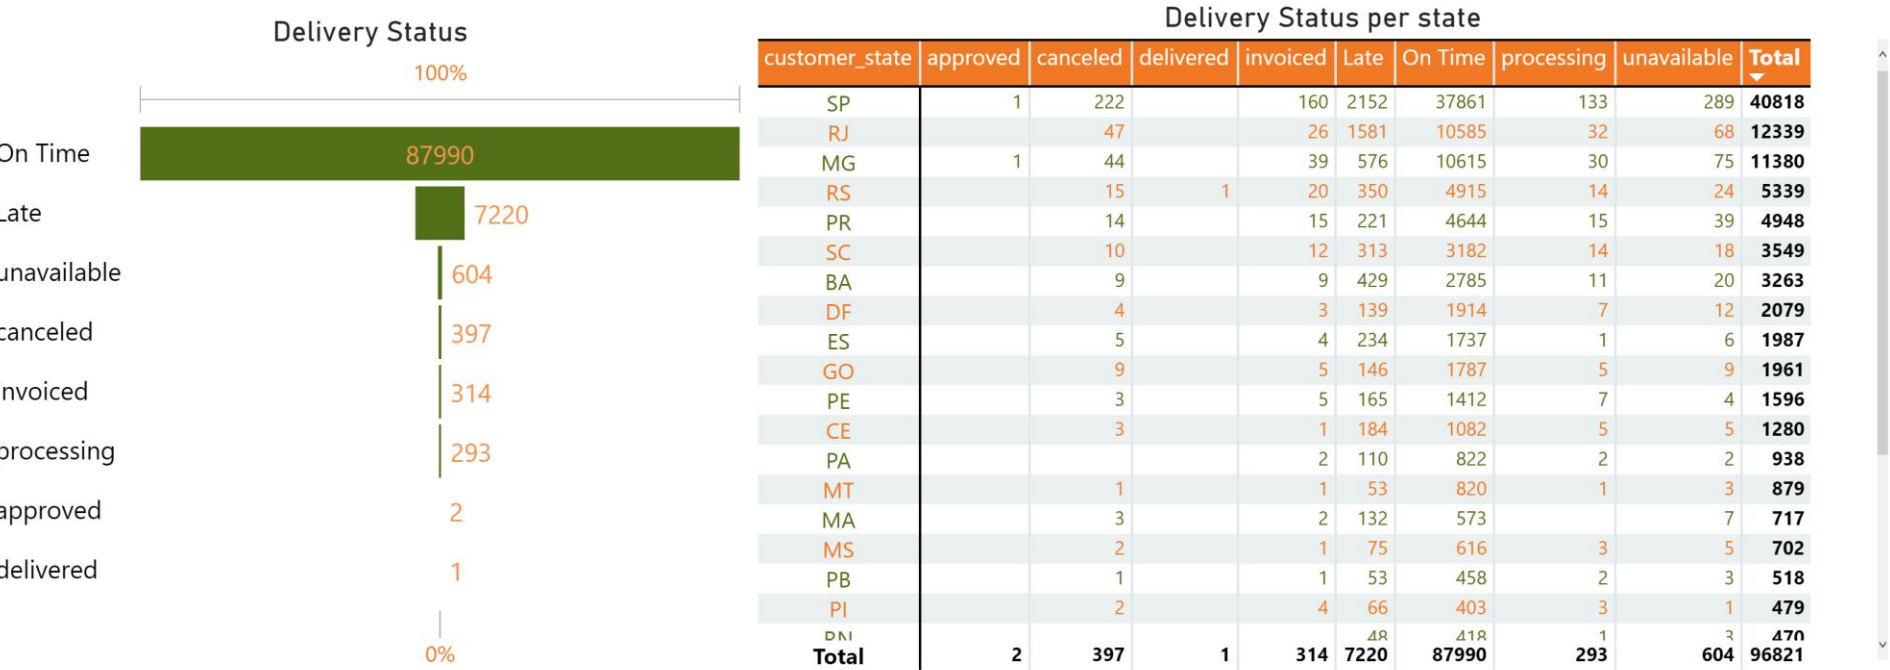 Delivery Status
100%
On Time 87990
Late 7220
unavailable 604
canceled 397
invoiced 314
processing 293
approved 2
delivered 1
0%
Delivery Status per state
customer_state approved canceled delivered invoiced Late On Time processing unavailable Total
SP 1 222 160 2152 37861 133 289 40818
RJ 47 26 1581 10585 32 68 12339
MG 1 44 39 576 10615 30 75 11380
RS 15 1 20 350 4915 14 24 5339
PR 14 15 221 4644 15 39 4948
SC 10 12 313 3182 14 18 3549
BA 9 9 429 2785 11 20 3263
DF 4 3 139 1914 7 12 2079
ES 5 4 234 1737 1 6 1987
GO 9 5 146 1787 5 9 1961
PE 3 5 165 1412 7 4 1596
CE 3 1 184 1082 5 5 1280
PA 2 110 822 2 2 938
MT 1 1 53 820 1 3 879
MA 3 2 132 573 7 717
MS 2 1 75 616 3 5 702
PB 1 1 53 458 2 3 518
PI 2 4 66 403 3 1 479
RN 48 418 1 3 470
Total 2 397 1 314 7220 87990 293 604 96821